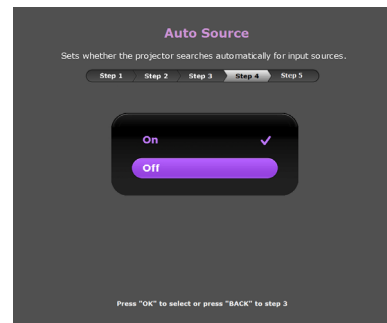 Auto Source
Sets whether the projector searches automatically for input sources.
Step 1 Step 2 Step 3 Step 4 Step 5
On
Off
Press "OK" to select or press "BACK" to step 3